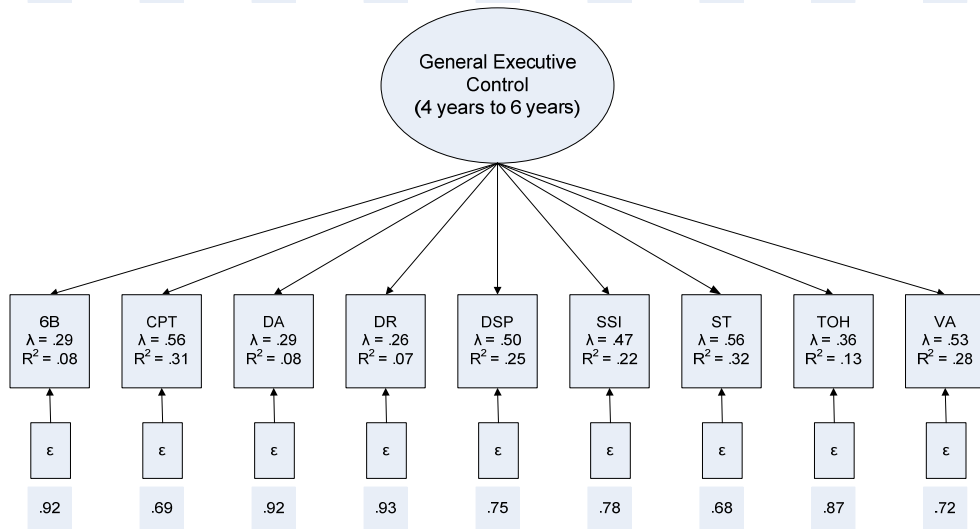 General Executive
Control
(4 years to 6 years)
6B
λ = .29
R² = .08
CPT
λ = .56
R² = .31
DA
λ = .29
R² = .08
DR
λ = .26
R² = .07
DSP
λ = .50
R² = .25
SSI
λ = .47
R² = .22
ST
λ = .56
R² = .32
TOH
λ = .36
R² = .13
VA
λ = .53
R² = .28
ε ε ε ε ε ε ε ε ε
.92 .69 .92 .93 .75 .78 .68 .87 .72